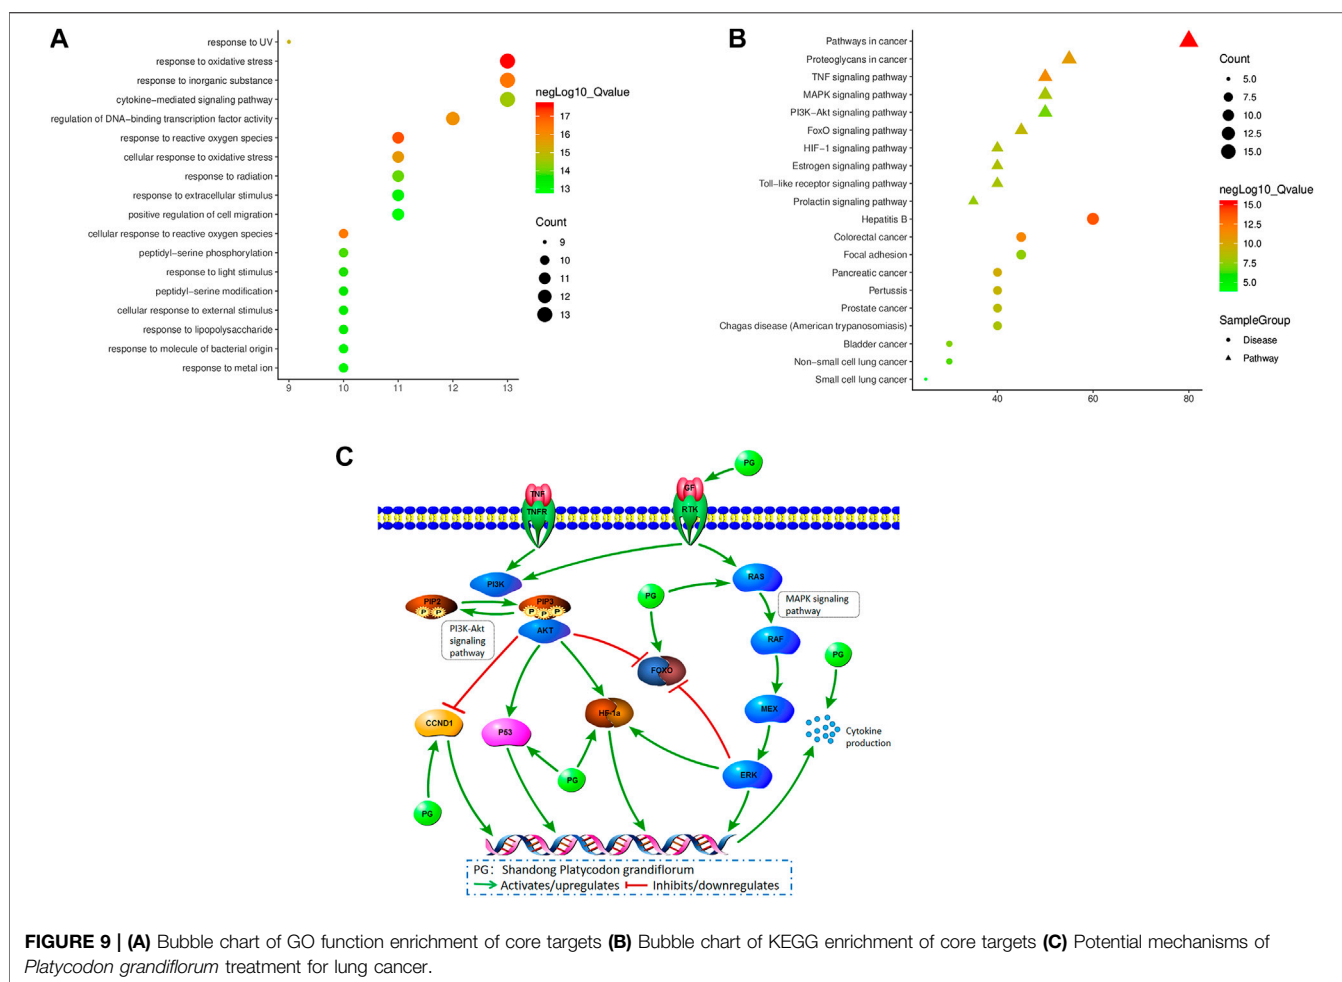 A
response to UV
response to oxidative stress
response to inorganic substance
cytokine−mediated signaling pathway
regulation of DNA−binding transcription factor activity
response to reactive oxygen species
cellular response to oxidative stress
response to radiation
response to extracellular stimulus
positive regulation of cell migration
cellular response to reactive oxygen species
peptidyl−serine phosphorylation
response to light stimulus
peptidyl−serine modification
cellular response to external stimulus
response to lipopolysaccharide
response to molecule of bacterial origin
response to metal ion
9 10 11 12 13
negLog10_Qvalue
17
16
15
14
13
Count
9
10
11
12
13
B
Pathways in cancer
Proteoglycans in cancer
TNF signaling pathway
MAPK signaling pathway
PI3K−Akt signaling pathway
FoxO signaling pathway
HIF−1 signaling pathway
Estrogen signaling pathway
Toll−like receptor signaling pathway
Prolactin signaling pathway
Hepatitis B
Colorectal cancer
Focal adhesion
Pancreatic cancer
Pertussis
Prostate cancer
Chagas disease (American trypanosomiasis)
Bladder cancer
Non−small cell lung cancer
Small cell lung cancer
40 60 80
Count
5.0
7.5
10.0
12.5
15.0
negLog10_Qvalue
15.0
12.5
10.0
7.5
5.0
SampleGroup
Disease
Pathway
C
PG
TNF
TNFR
GF
RTK
PI3K
RAS
PIP2
P P
PIP3
P P P
AKT
PG
MAPK signaling
pathway
PI3K-Akt
signaling
pathway
RAF
PG
FOXO
MEX
HF-1a
CCND1
P53
Cytokine
production
ERK
PG
PG
PG: Shandong Platycodon grandiflorum
Activates/upregulates Inhibits/downregulates
FIGURE 9 | (A) Bubble chart of GO function enrichment of core targets (B) Bubble chart of KEGG enrichment of core targets (C) Potential mechanisms of
Platycodon grandiflorum treatment for lung cancer.